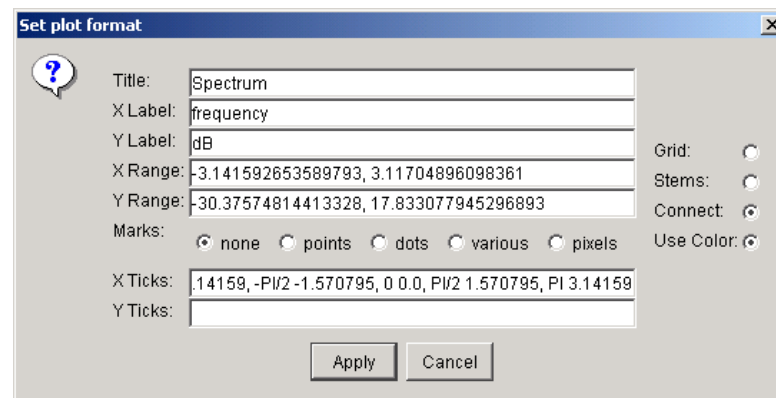 Set plot format
?
Title: Spectrum
X Label: frequency
Y Label: dB
X Range: -3.141592653589793, 3.11704896098361
Y Range: -30.37574814413328, 17.833077945296893
Marks: none points dots various pixels
X Ticks: .14159, -PI/2 -1.570795, 0 0.0, PI/2 1.570795, PI 3.14159
Y Ticks:
Grid:
Stems:
Connect:
Use Color:
Apply Cancel